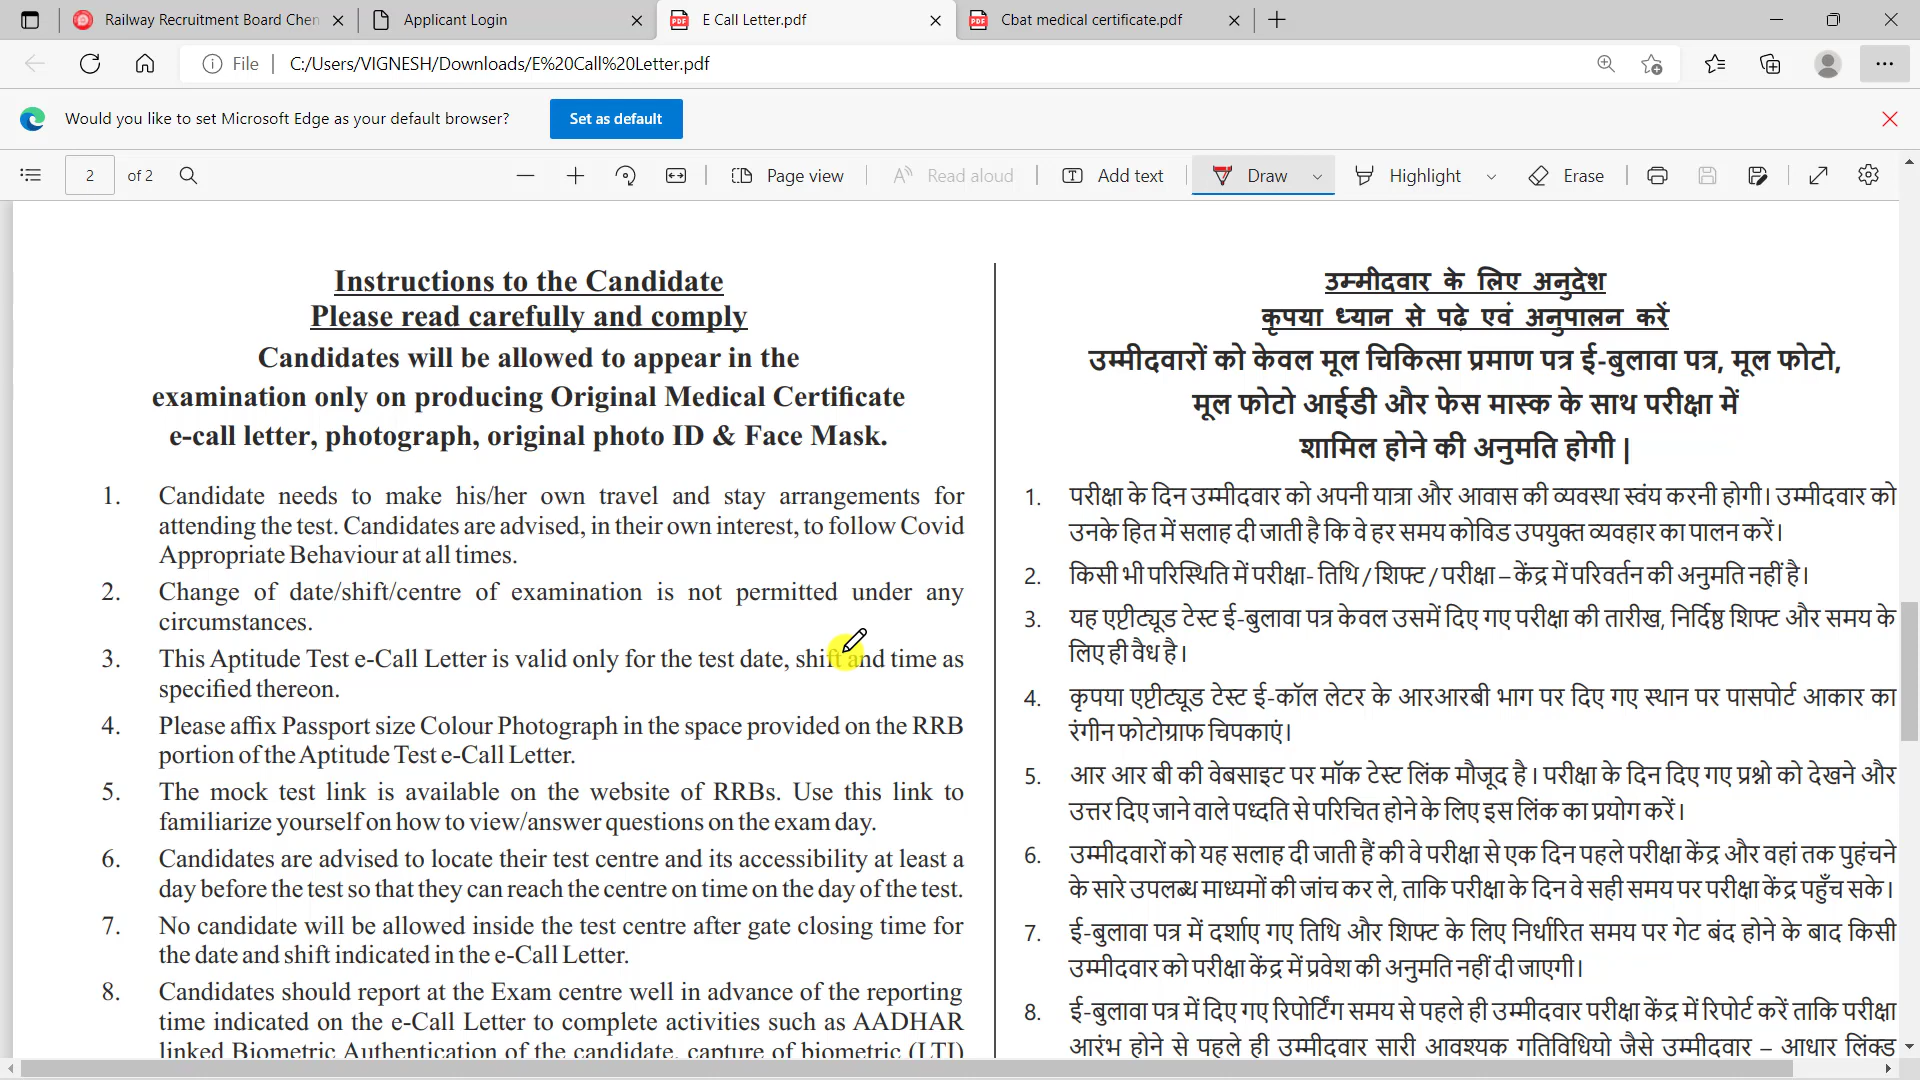 Railway Recruitment Board Chen
Applicant Login
E Call Letter.pdf
Cbat medical certificate.pdf
File
C:/Users/VIGNESH/Downloads/E%20Call%20Letter.pdf
Would you like to set Microsoft Edge as your default browser?
Set as default
2 of 2
Page view
Read aloud
Add text
Draw
Highlight
Erase
Instructions to the Candidate
Please read carefully and comply
Candidates will be allowed to appear in the
examination only on producing Original Medical Certificate
e-call letter, photograph, original photo ID & Face Mask.
1. Candidate needs to make his/her own travel and stay arrangements for
attending the test. Candidates are advised, in their own interest, to follow Covid
Appropriate Behaviour at all times.
2. Change of date/shift/centre of examination is not permitted under any
circumstances.
3. This Aptitude Test e-Call Letter is valid only for the test date, shift and time as
specified thereon.
4. Please affix Passport size Colour Photograph in the space provided on the RRB
portion of the Aptitude Test e-Call Letter.
5. The mock test link is available on the website of RRBs. Use this link to
familiarize yourself on how to view/answer questions on the exam day.
6. Candidates are advised to locate their test centre and its accessibility at least a
day before the test so that they can reach the centre on time on the day of the test.
7. No candidate will be allowed inside the test centre after gate closing time for
the date and shift indicated in the e-Call Letter.
8. Candidates should report at the Exam centre well in advance of the reporting
time indicated on the e-Call Letter to complete activities such as AADHAR
linked Biometric Authentication of the candidate, capture of biometric (LTI)
उम्मीदवार के लिए अनुदेश
कृपया ध्यान से पढ़े एवं अनुपालन करें
उम्मीदवारों को केवल मूल चिकित्सा प्रमाण पत्र ई-बुलावा पत्र, मूल फोटो,
मूल फोटो आईडी और फेस मास्क के साथ परीक्षा में
शामिल होने की अनुमति होगी |
1. परीक्षा के दिन उम्मीदवार को अपनी यात्रा और आवास की व्यवस्था स्वंय करनी होगी। उम्मीदवार को
उनके हित में सलाह दी जाती है कि वे हर समय कोविड उपयुक्त व्यवहार का पालन करें।
2. किसी भी परिस्थिति में परीक्षा- तिथि / शिफ्ट / परीक्षा – केंद्र में परिवर्तन की अनुमति नहीं है।
3. यह एप्टीट्यूड टेस्ट ई-बुलावा पत्र केवल उसमें दिए गए परीक्षा की तारीख, निर्दिष्ठ शिफ्ट और समय के
लिए ही वैध है।
4. कृपया एप्टीट्यूड टेस्ट ई-कॉल लेटर के आरआरबी भाग पर दिए गए स्थान पर पासपोर्ट आकार का
रंगीन फोटोग्राफ चिपकाएं।
5. आर आर बी की वेबसाइट पर मॉक टेस्ट लिंक मौजूद है। परीक्षा के दिन दिए गए प्रश्नो को देखने और
उत्तर दिए जाने वाले पध्दति से परिचित होने के लिए इस लिंक का प्रयोग करें।
6. उम्मीदवारों को यह सलाह दी जाती हैं की वे परीक्षा से एक दिन पहले परीक्षा केंद्र और वहां तक पुहंचने
के सारे उपलब्ध माध्यमों की जांच कर ले, ताकि परीक्षा के दिन वे सही समय पर परीक्षा केंद्र पहुँच सके।
7. ई-बुलावा पत्र में दर्शाए गए तिथि और शिफ्ट के लिए निर्धारित समय पर गेट बंद होने के बाद किसी
उम्मीदवार को परीक्षा केंद्र में प्रवेश की अनुमति नहीं दी जाएगी।
8. ई-बुलावा पत्र में दिए गए रिपोर्टिंग समय से पहले ही उम्मीदवार परीक्षा केंद्र में रिपोर्ट करें ताकि परीक्षा
आरंभ होने से पहले ही उम्मीदवार सारी आवश्यक गतिविधियो जैसे उम्मीदवार – आधार लिंक्ड